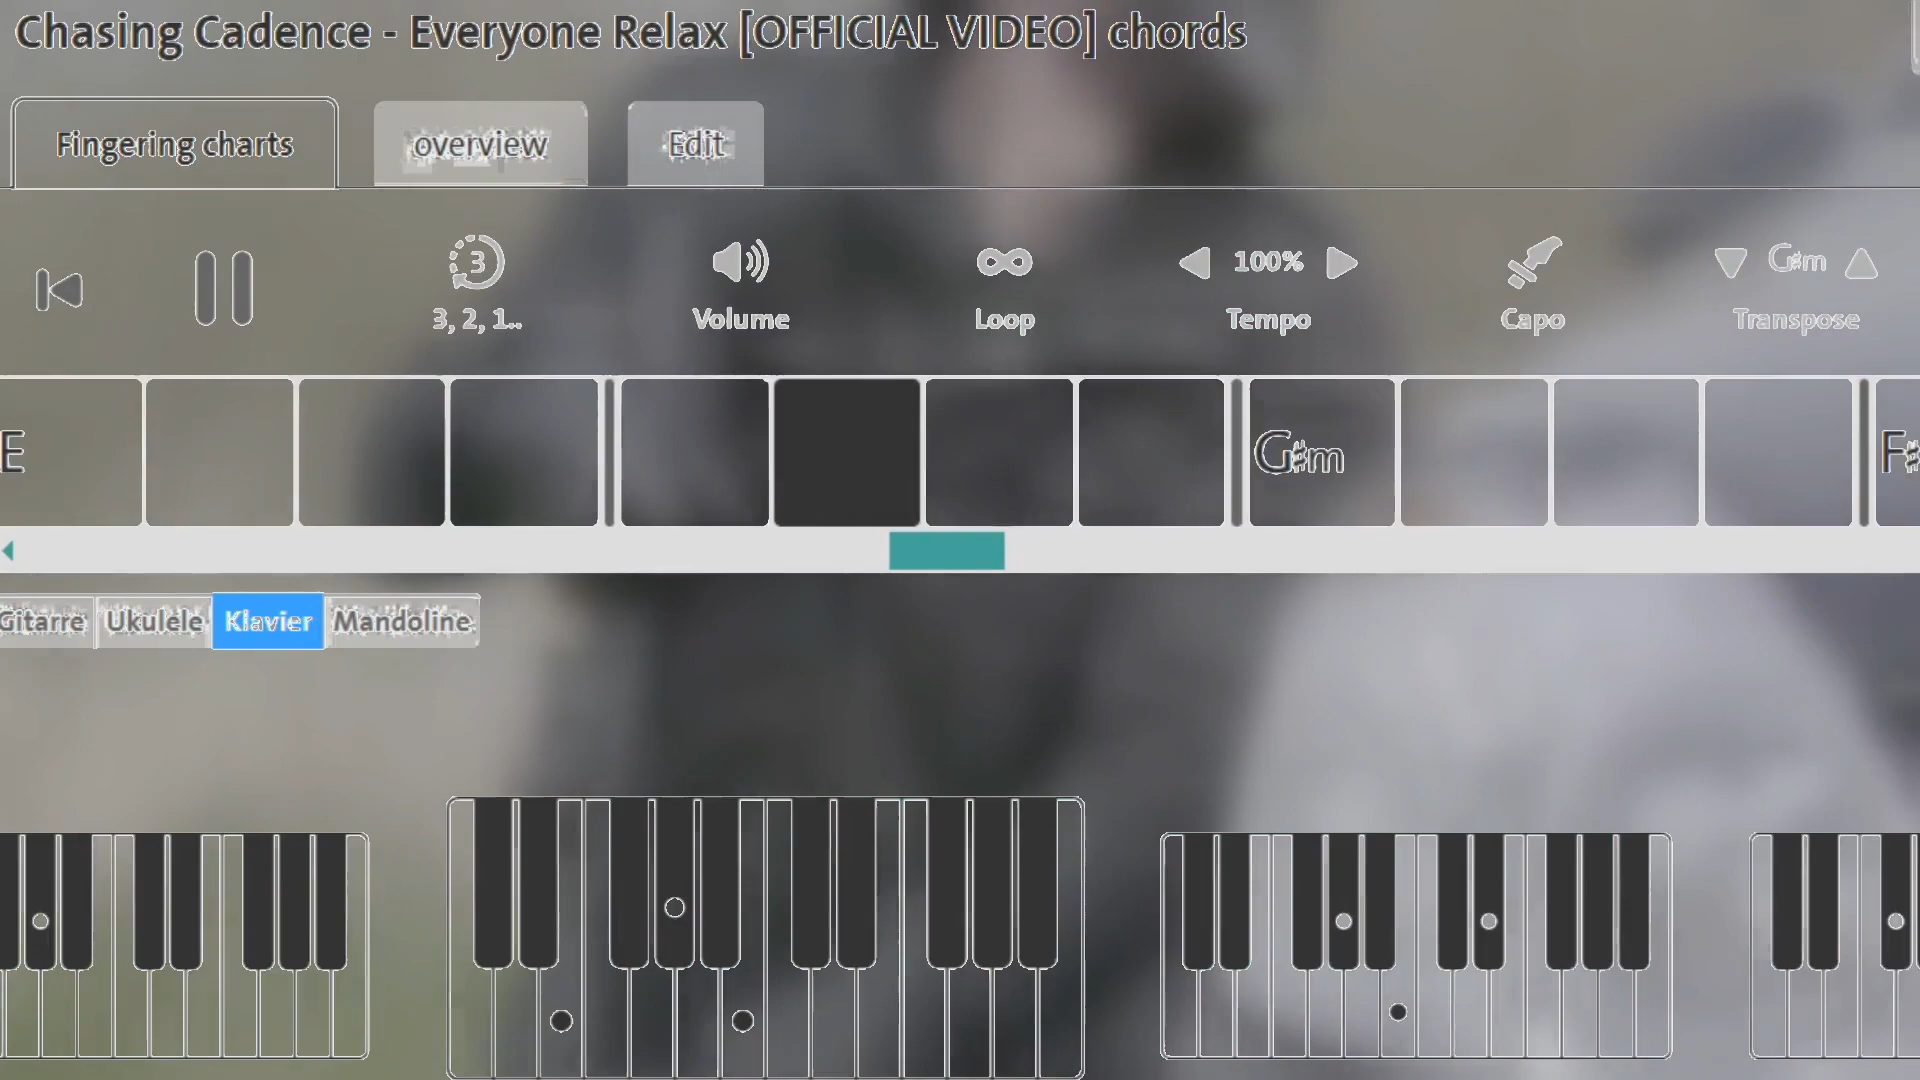 Chasing Cadence - Everyone Relax [OFFICIAL VIDEO] chords
Fingering charts overview Edit
3
100% G#m
3, 2, 1.. Volume Loop Tempo Capo Transpose
E G♯m F♯
Gitarre Ukulele Klavier Mandoline